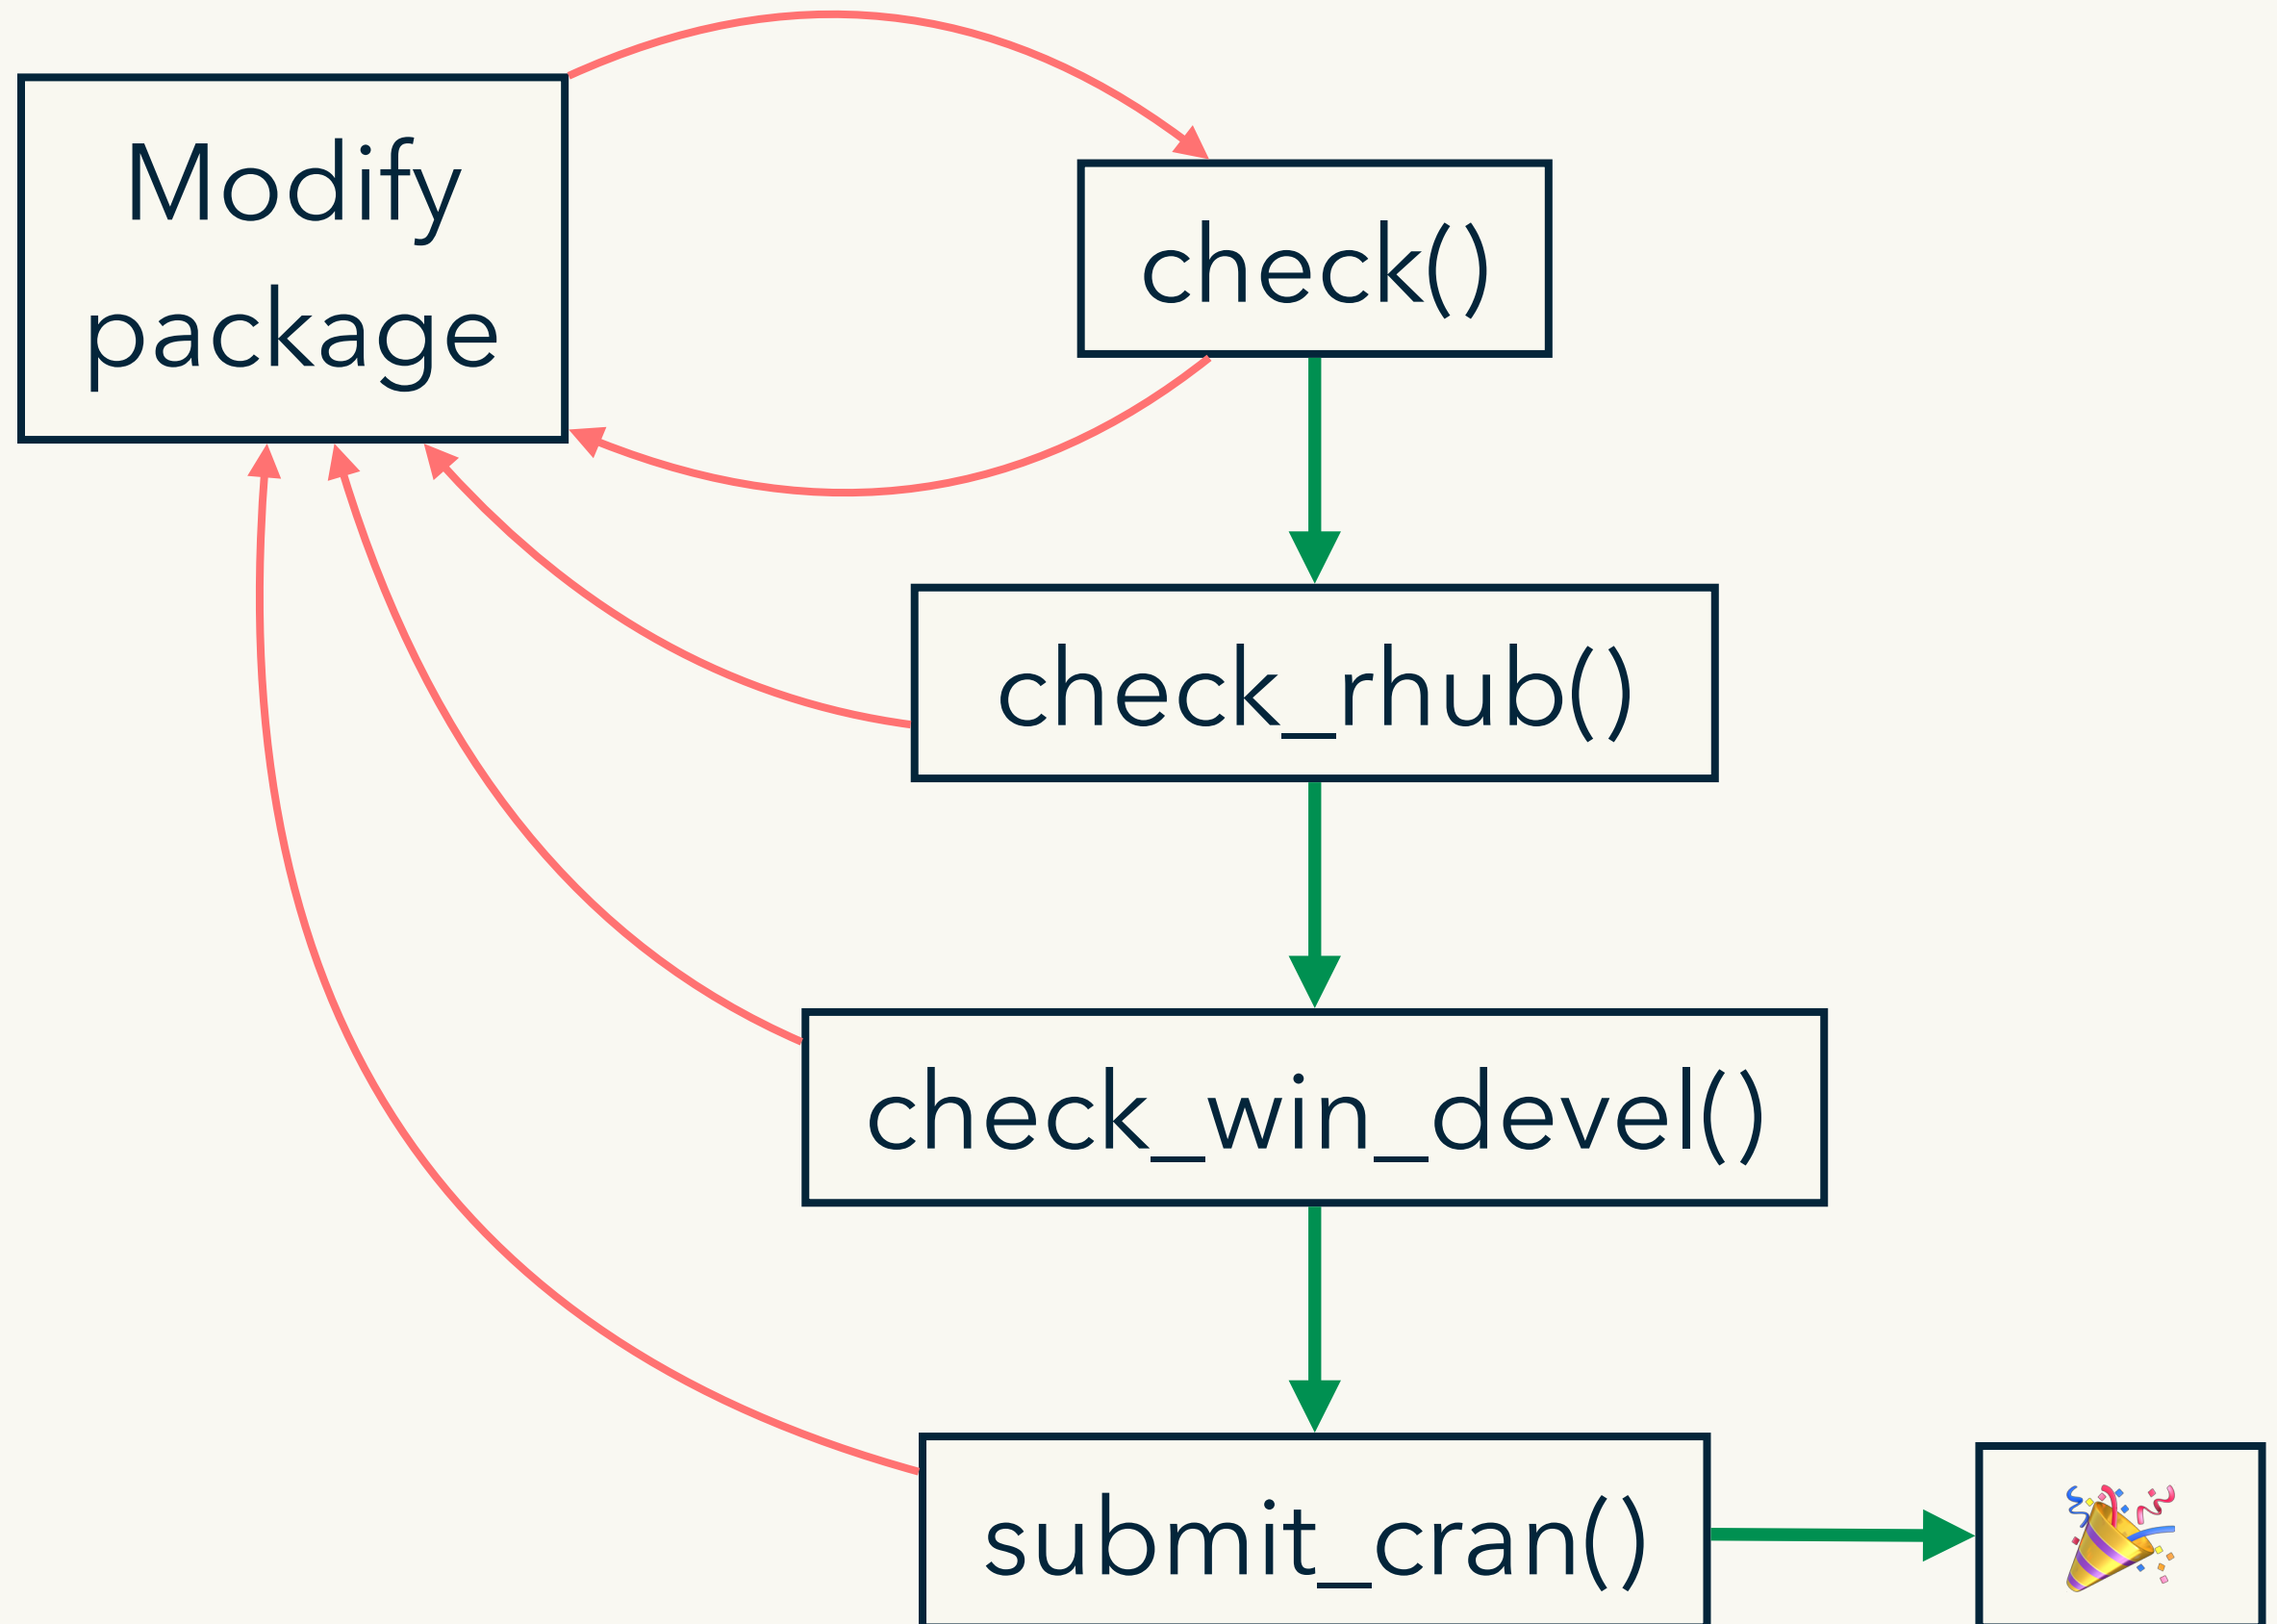 Modify
package
check()
check_rhub()
check_win_devel()
submit_cran()